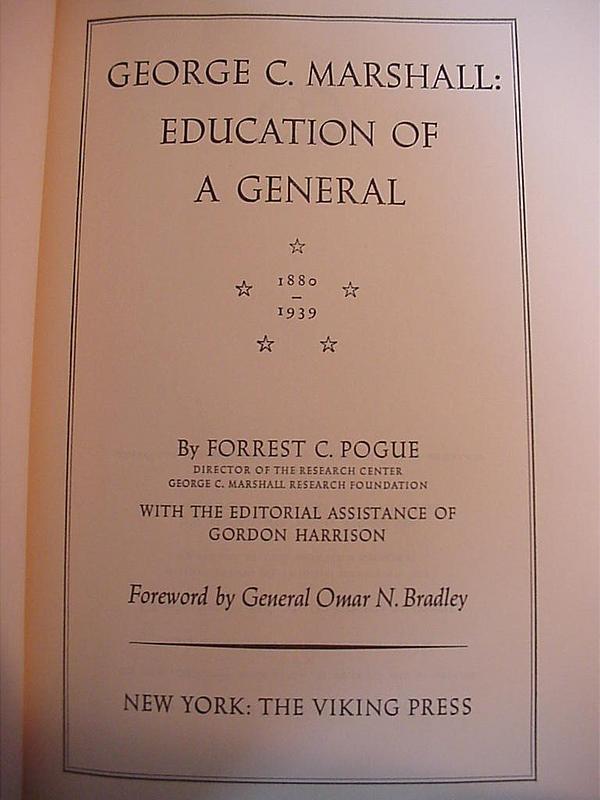 GEORGE C. MARSHALL:
EDUCATION OF
A GENERAL
1880
–
1939
By FORREST C. POGUE
DIRECTOR OF THE RESEARCH CENTER
GEORGE C. MARSHALL RESEARCH FOUNDATION
WITH THE EDITORIAL ASSISTANCE OF
GORDON HARRISON
Foreword by General Omar N. Bradley
NEW YORK: THE VIKING PRESS